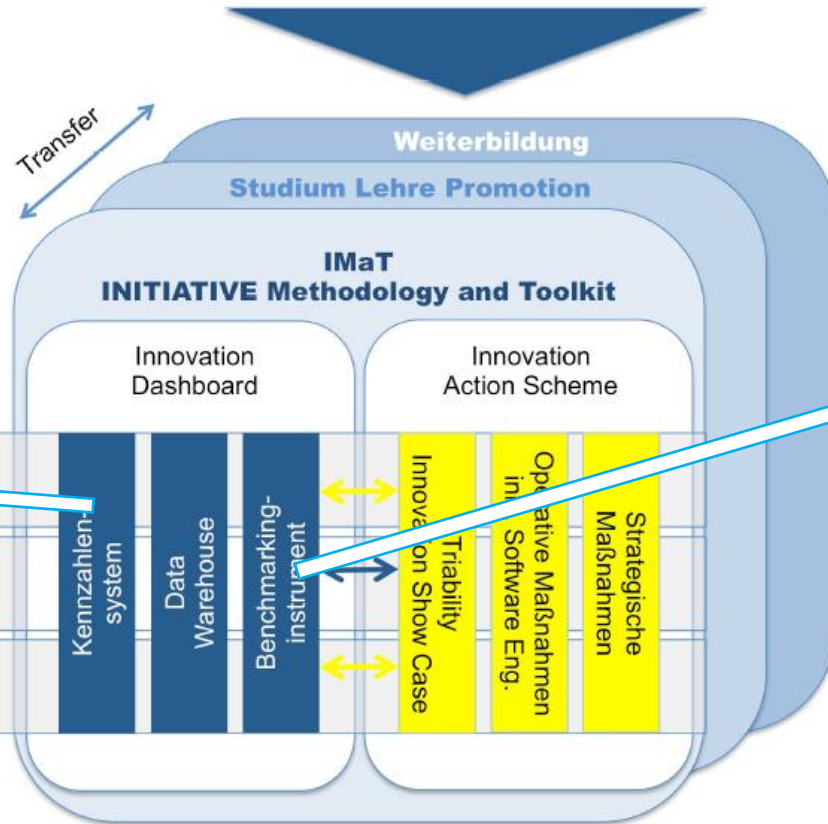 Transfer
Weiterbildung
Studium Lehre Promotion
IMaT
INITIATIVE Methodology and Toolkit
Innovation
Dashboard
Innovation
Action Scheme
Kennzahlen-
system
Data
Warehouse
Benchmarking-
instrument
Triability
Innovation Show Case
Operative Maßnahmen
Software Eng.
Strategische
Maßnahmen